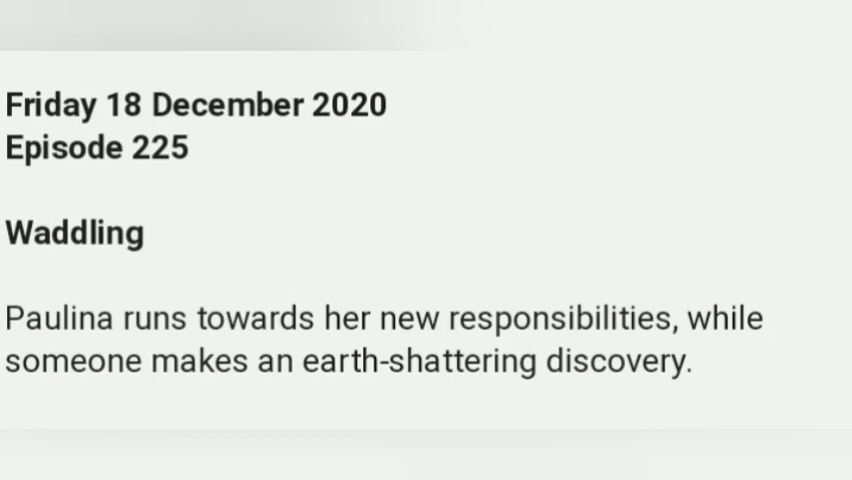 Friday 18 December 2020
Episode 225
Waddling
Paulina runs towards her new responsibilities, while
someone makes an earth-shattering discovery.